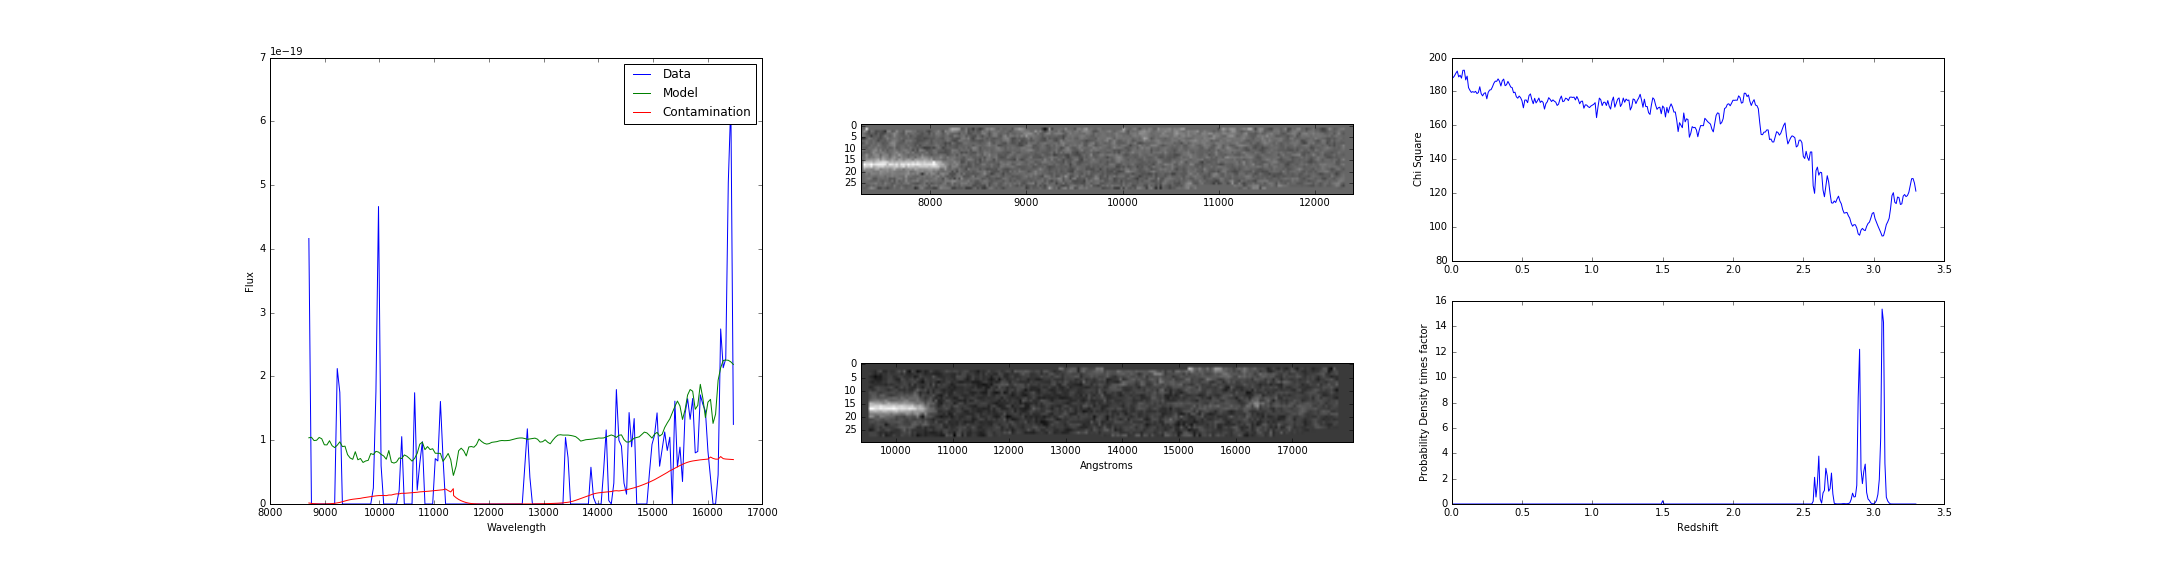 1e−19
7
6
5
4
3
2
1
0
Flux
8000 9000 10000 11000 12000 13000 14000 15000 16000 17000
Wavelength
Data
Model
Contamination
0
5
10
15
20
25
8000 9000 10000 11000 12000
0
5
10
15
20
25
10000 11000 12000 13000 14000 15000 16000 17000
Angstroms
200
180
160
140
120
100
80
Chi Square
0.0 0.5 1.0 1.5 2.0 2.5 3.0 3.5
16
14
12
10
8
6
4
2
0
Probability Density times factor
0.0 0.5 1.0 1.5 2.0 2.5 3.0 3.5
Redshift